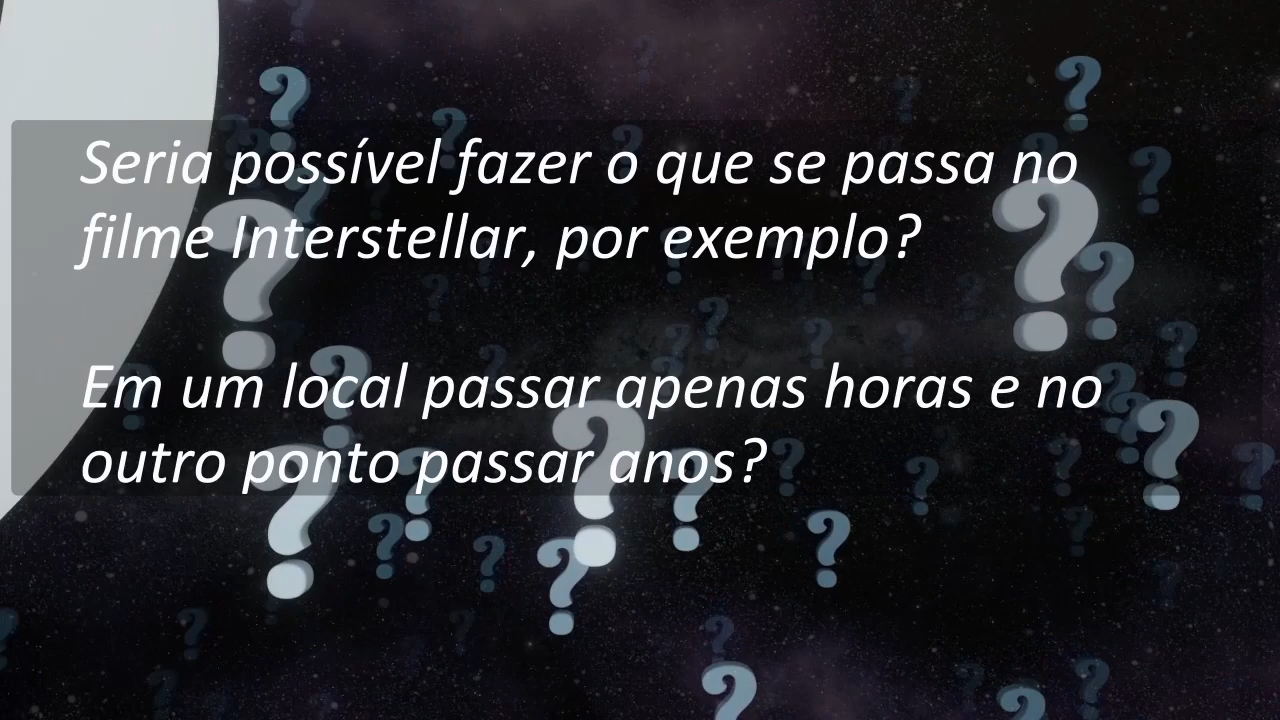 Seria possível fazer o que se passa no
filme Interstellar, por exemplo?
Em um local passar apenas horas e no
outro ponto passar anos?